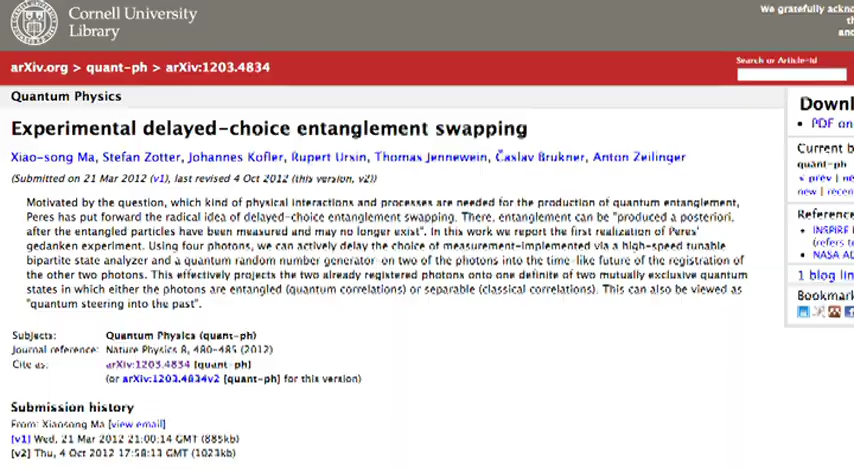 Cornell University
Library
We gratefully ackno
th
and
arXiv.org > quant-ph > arXiv:1203.4834
Search or Article-id
Quantum Physics
Downl
Experimental delayed-choice entanglement swapping
PDF on
Xiao-song Ma, Stefan Zotter, Johannes Kofler, Rupert Ursin, Thomas Jennewein, Časlav Brukner, Anton Zeilinger
Current b
quant-ph
(Submitted on 21 Mar 2012 (v1), last revised 4 Oct 2012 (this version, v2))
< prev | ne
new | recen
Motivated by the question, which kind of physical interactions and processes are needed for the production of quantum entanglement,
Peres has put forward the radical idea of delayed-choice entanglement swapping. There, entanglement can be "produced a posteriori,
after the entangled particles have been measured and may no longer exist". In this work we report the first realization of Peres'
gedanken experiment. Using four photons, we can actively delay the choice of measurement-implemented via a high-speed tunable
bipartite state analyzer and a quantum random number generator-on two of the photons into the time-like future of the registration of
the other two photons. This effectively projects the two already registered photons onto one definite of two mutually exclusive quantum
states in which either the photons are entangled (quantum correlations) or separable (classical correlations). This can also be viewed as
"quantum steering into the past".
Reference
INSPIRE
(refers to
NASA AD
1 blog lin
Bookmark
Subjects: Quantum Physics (quant-ph)
Journal reference: Nature Physics 8, 480-485 (2012)
Cite as: arXiv:1203.4834 [quant-ph]
(or arXiv:1203.4834v2 [quant-ph] for this version)
Submission history
From: Xiaosong Ma [view email]
[v1] Wed, 21 Mar 2012 21:00:14 GMT (885kb)
[v2] Thu, 4 Oct 2012 17:58:13 GMT (1023kb)